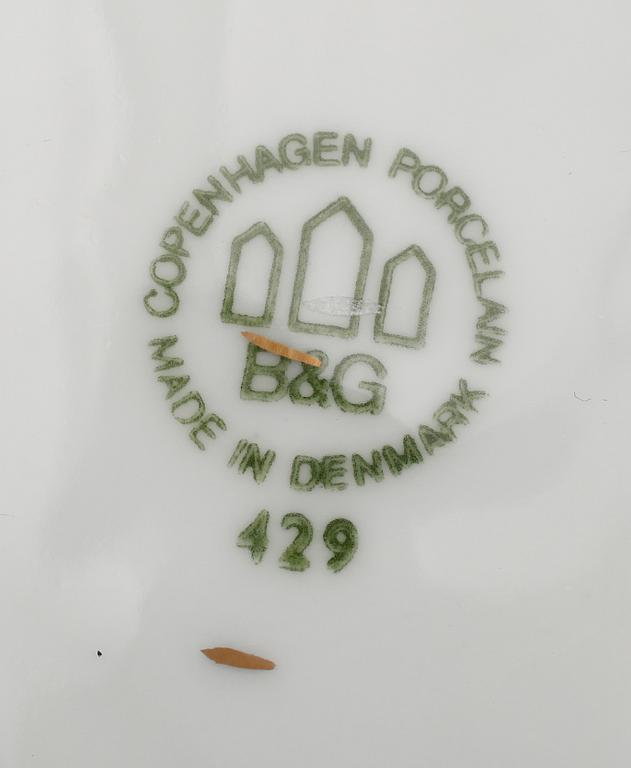 COPENHAGEN PORCELAIN
B&G
MADE IN DENMARK
429